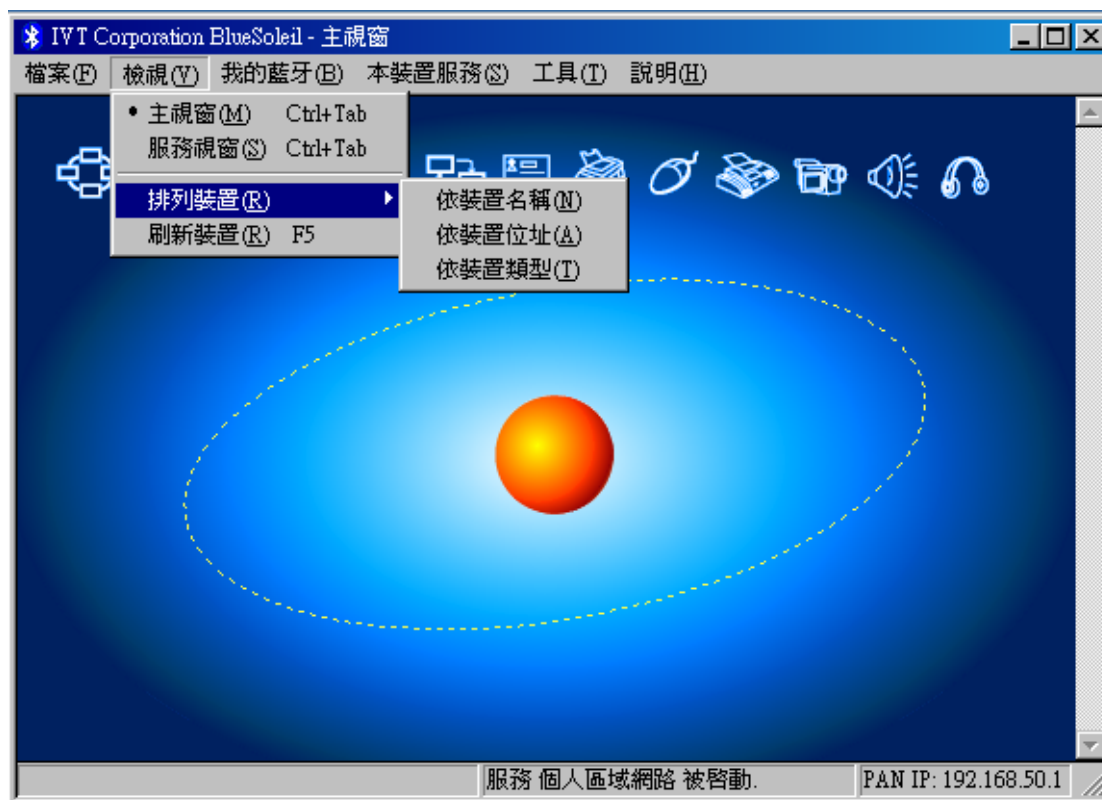 IVT Corporation BlueSoleil - 主視窗
檔案(F) 檢視(V) 我的藍牙(B) 本裝置服務(S) 工具(T) 說明(H)
主視窗(M) Ctrl+Tab
服務視窗(S) Ctrl+Tab
排列裝置(R)
刷新裝置(R) F5
依裝置名稱(N)
依裝置位址(A)
依裝置類型(T)
服務 個人區域網路 被啓動. PAN IP: 192.168.50.1